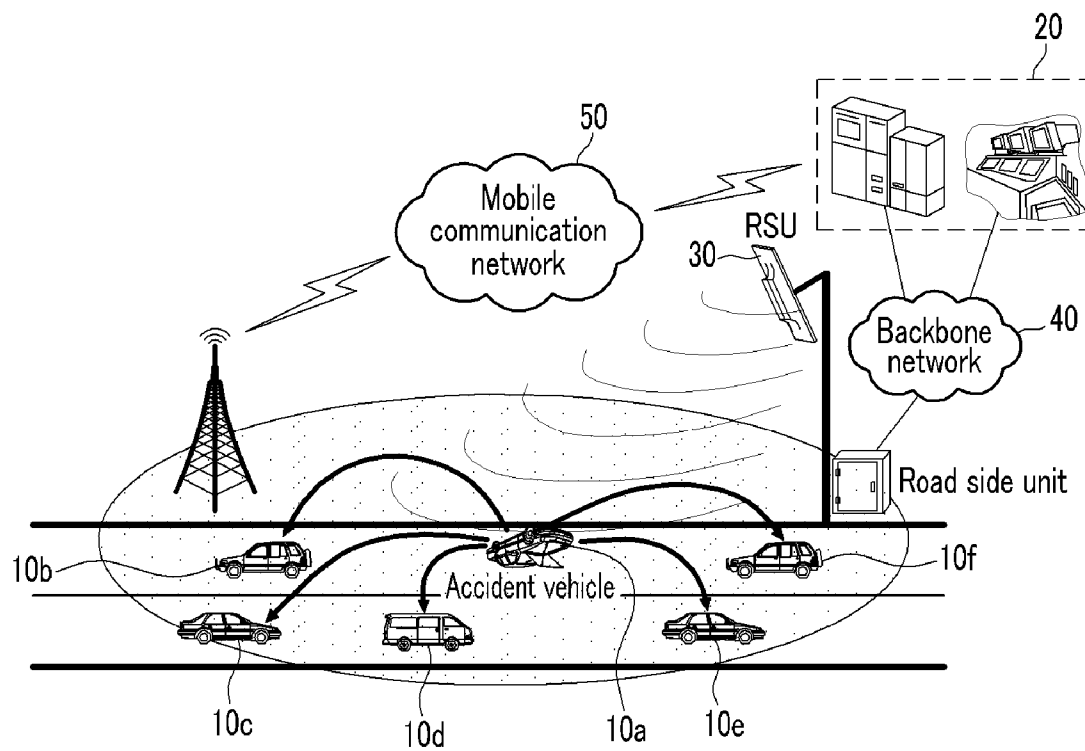 20
50
Mobile
communication
network
RSU
30
40
Backbone
network
Road side unit
10b
Accident vehicle
10f
10c
10d
10a
10e